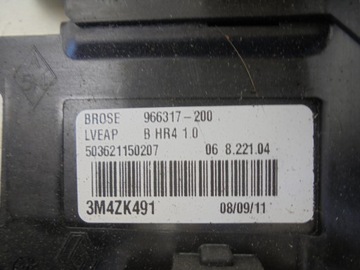 BROSE 966317-200
LVEAP B HR4 1.0
503621150207 06 8.221.04
3M4ZK491 08/09/11